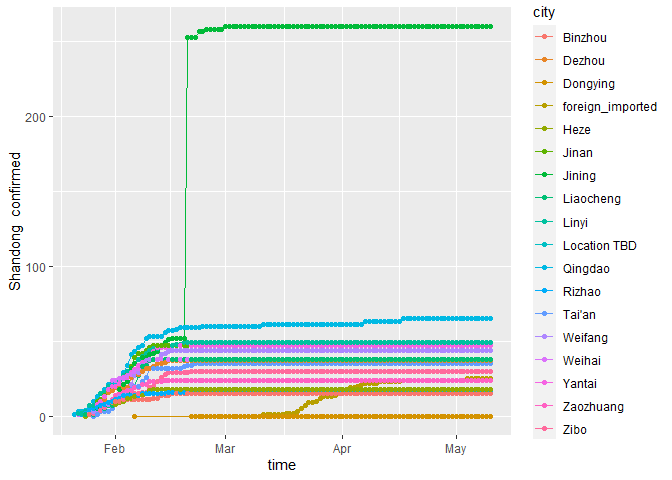 city
Binzhou
Dezhou
Dongying
foreign_imported
Heze
Jinan
Jining
Liaocheng
Linyi
Location TBD
Qingdao
Rizhao
Tai'an
Weifang
Weihai
Yantai
Zaozhuang
Zibo
Shandong confirmed
200
100
0
Feb
Mar
Apr
May
time